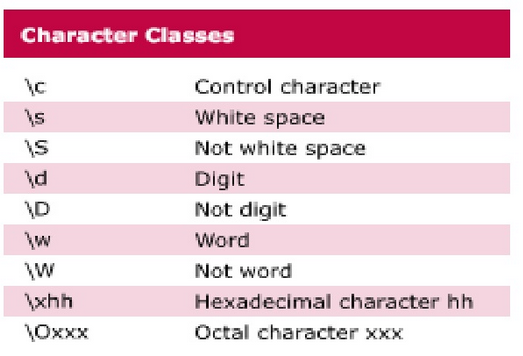 Character Classes
\c Control character
\s White space
\S Not white space
\d Digit
\D Not digit
\w Word
\W Not word
\xhh Hexadecimal character hh
\Oxxx Octal character xxx